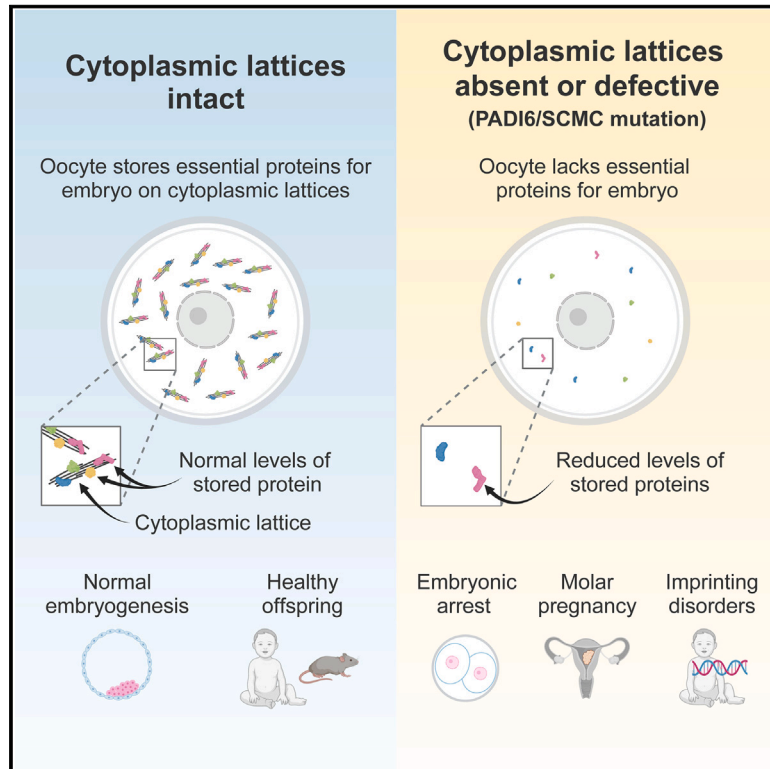 Cytoplasmic lattices
intact
Oocyte stores essential proteins for
embryo on cytoplasmic lattices
Normal levels of
stored protein
Cytoplasmic lattice
Normal
embryogenesis
Healthy
offspring
Cytoplasmic lattices
absent or defective
(PADI6/SCMC mutation)
Oocyte lacks essential
proteins for embryo
Reduced levels of
stored proteins
Embryonic
arrest
Molar
pregnancy
Imprinting
disorders